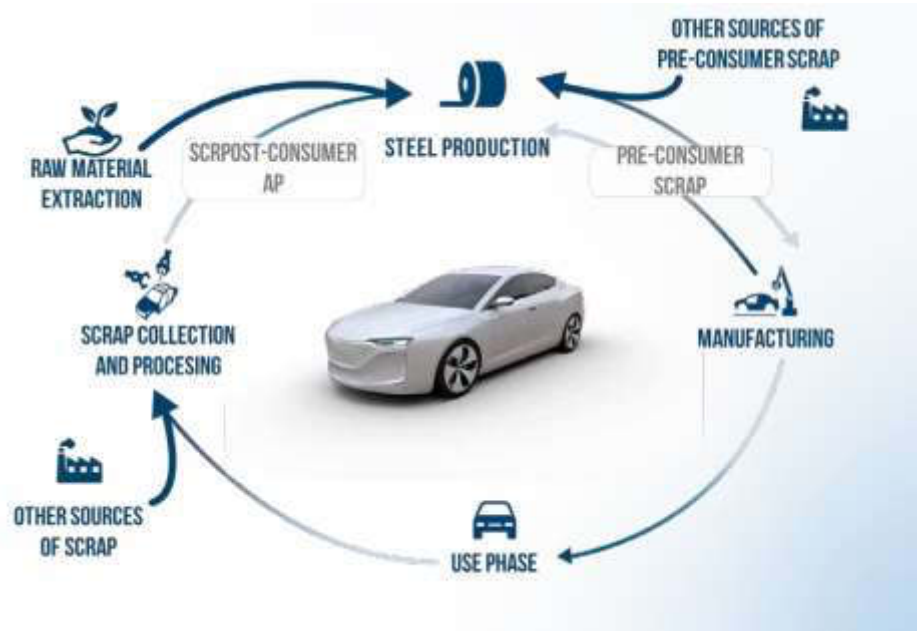 OTHER SOURCES OF
PRE-CONSUMER SCRAP
STEEL PRODUCTION
RAW MATERIAL
EXTRACTION
SCRPOST-CONSUMER
AP
PRE-CONSUMER
SCRAP
SCRAP COLLECTION
AND PROCESING
MANUFACTURING
OTHER SOURCES
OF SCRAP
USE PHASE